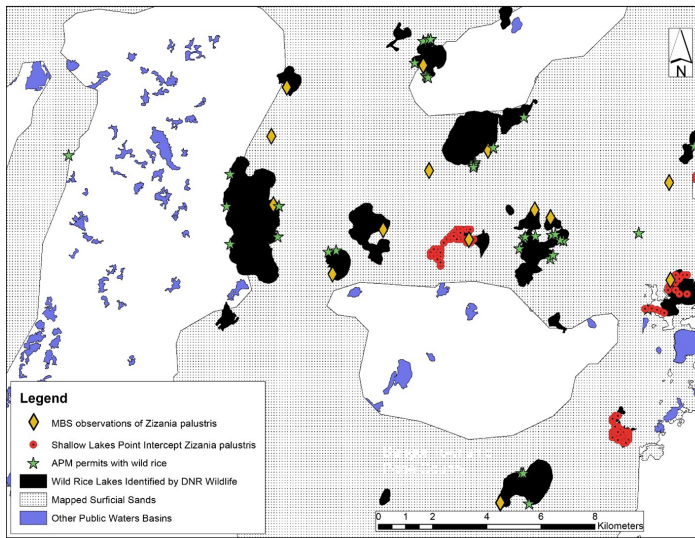 N
Legend
MBS observations of Zizania palustris
Shallow Lakes Point Intercept Zizania palustris
APM permits with wild rice
Wild Rice Lakes Identified by DNR Wildlife
Mapped Surficial Sands
Other Public Waters Basins
0 1 2 4 6 8
Kilometers